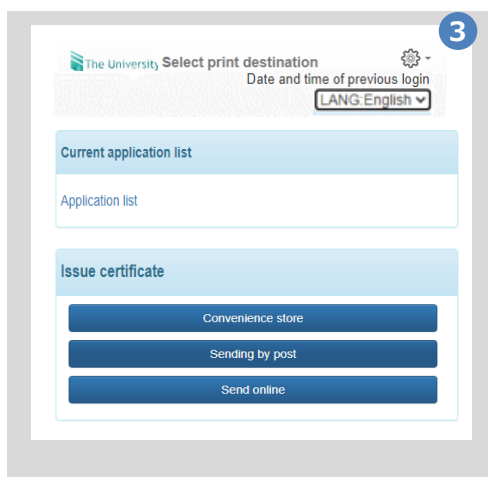 3
The University Select print destination
Date and time of previous login
LANG:English
Current application list
Application list
Issue certificate
Convenience store
Sending by post
Send online